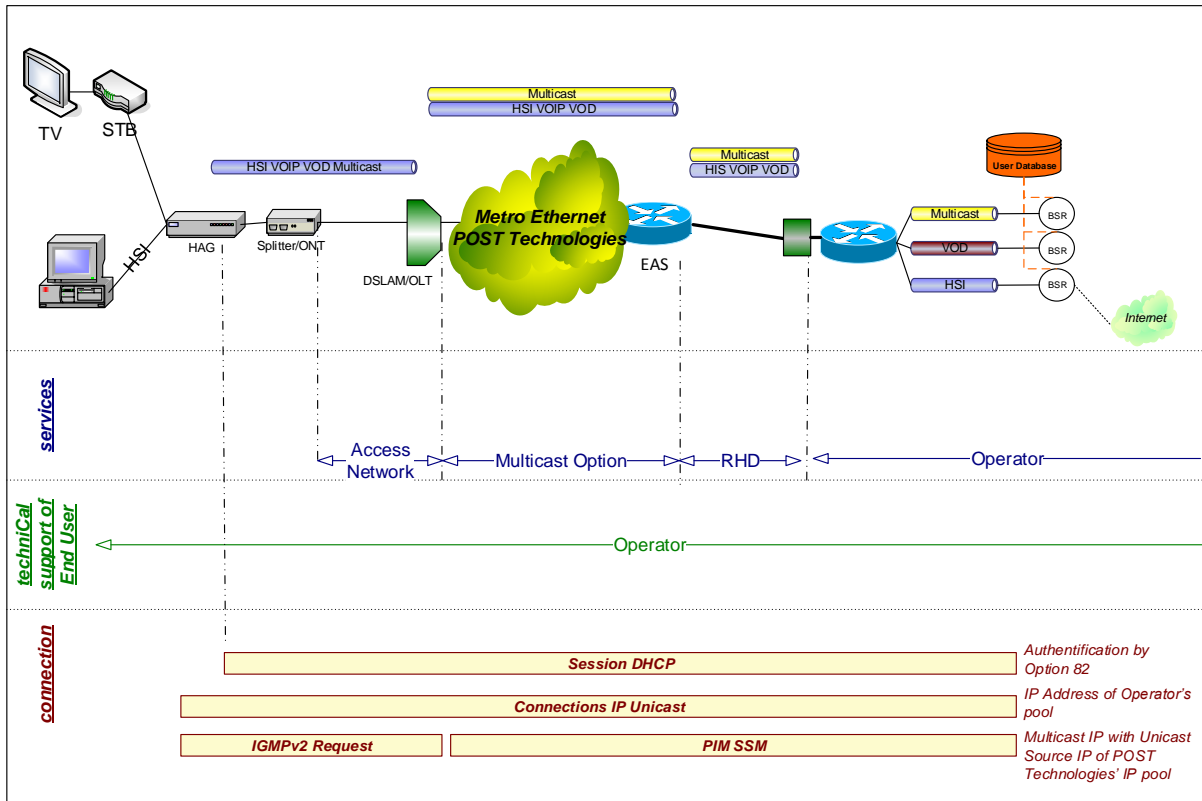 Multicast
HSI VOIP VOD
TV
STB
HSI VOIP VOD Multicast
Multicast
HIS VOIP VOD
User Database
Metro Ethernet
POST Technologies
Multicast
BSR
HSI
HAG
Splitter/ONT
DSLAM/OLT
EAS
VOD
BSR
HSI
BSR
Internet
services
Access
Network
Multicast Option
RHD
Operator
techniCal
support of
End User
Operator
connection
Session DHCP
Authentification by
Option 82
Connections IP Unicast
IP Address of Operator's
pool
IGMPv2 Request
PIM SSM
Multicast IP with Unicast
Source IP of POST
Technologies' IP pool